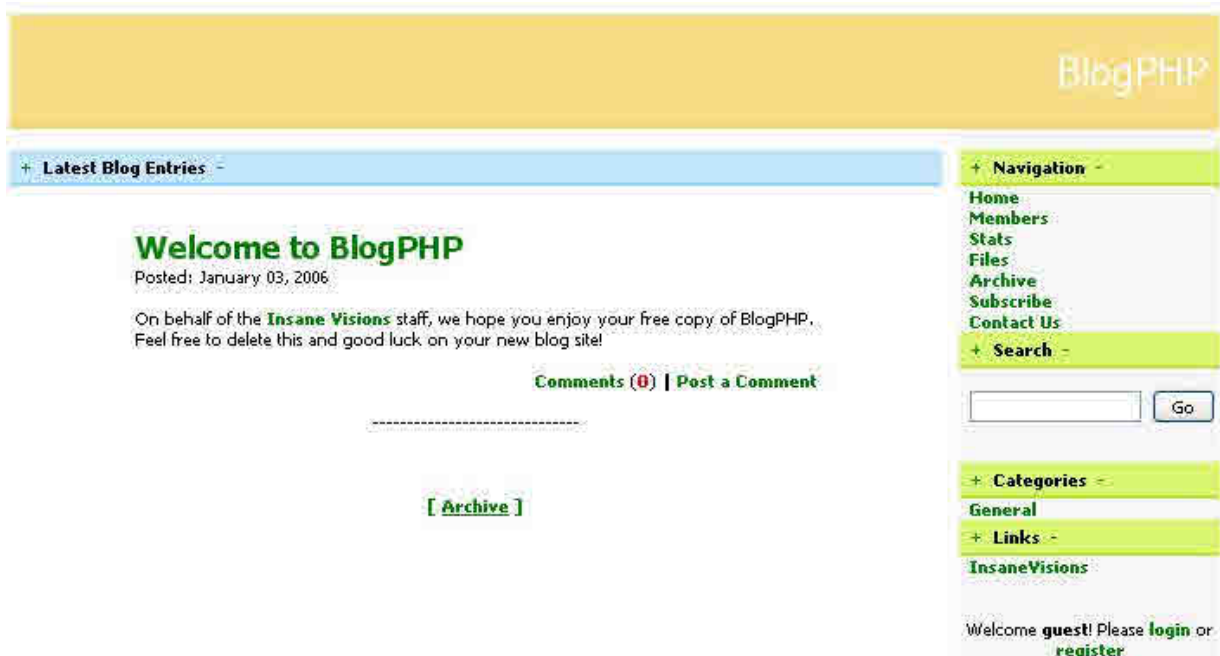 BlogPHP
+ Latest Blog Entries -
Welcome to BlogPHP
Posted: January 03, 2006
On behalf of the Insane Visions staff, we hope you enjoy your free copy of BlogPHP.
Feel free to delete this and good luck on your new blog site!
Comments (0) | Post a Comment
------------------------------
[ Archive ]
+ Navigation -
Home
Members
Stats
Files
Archive
Subscribe
Contact Us
+ Search -
Go
+ Categories -
General
+ Links -
InsaneVisions
Welcome guest! Please login or
register